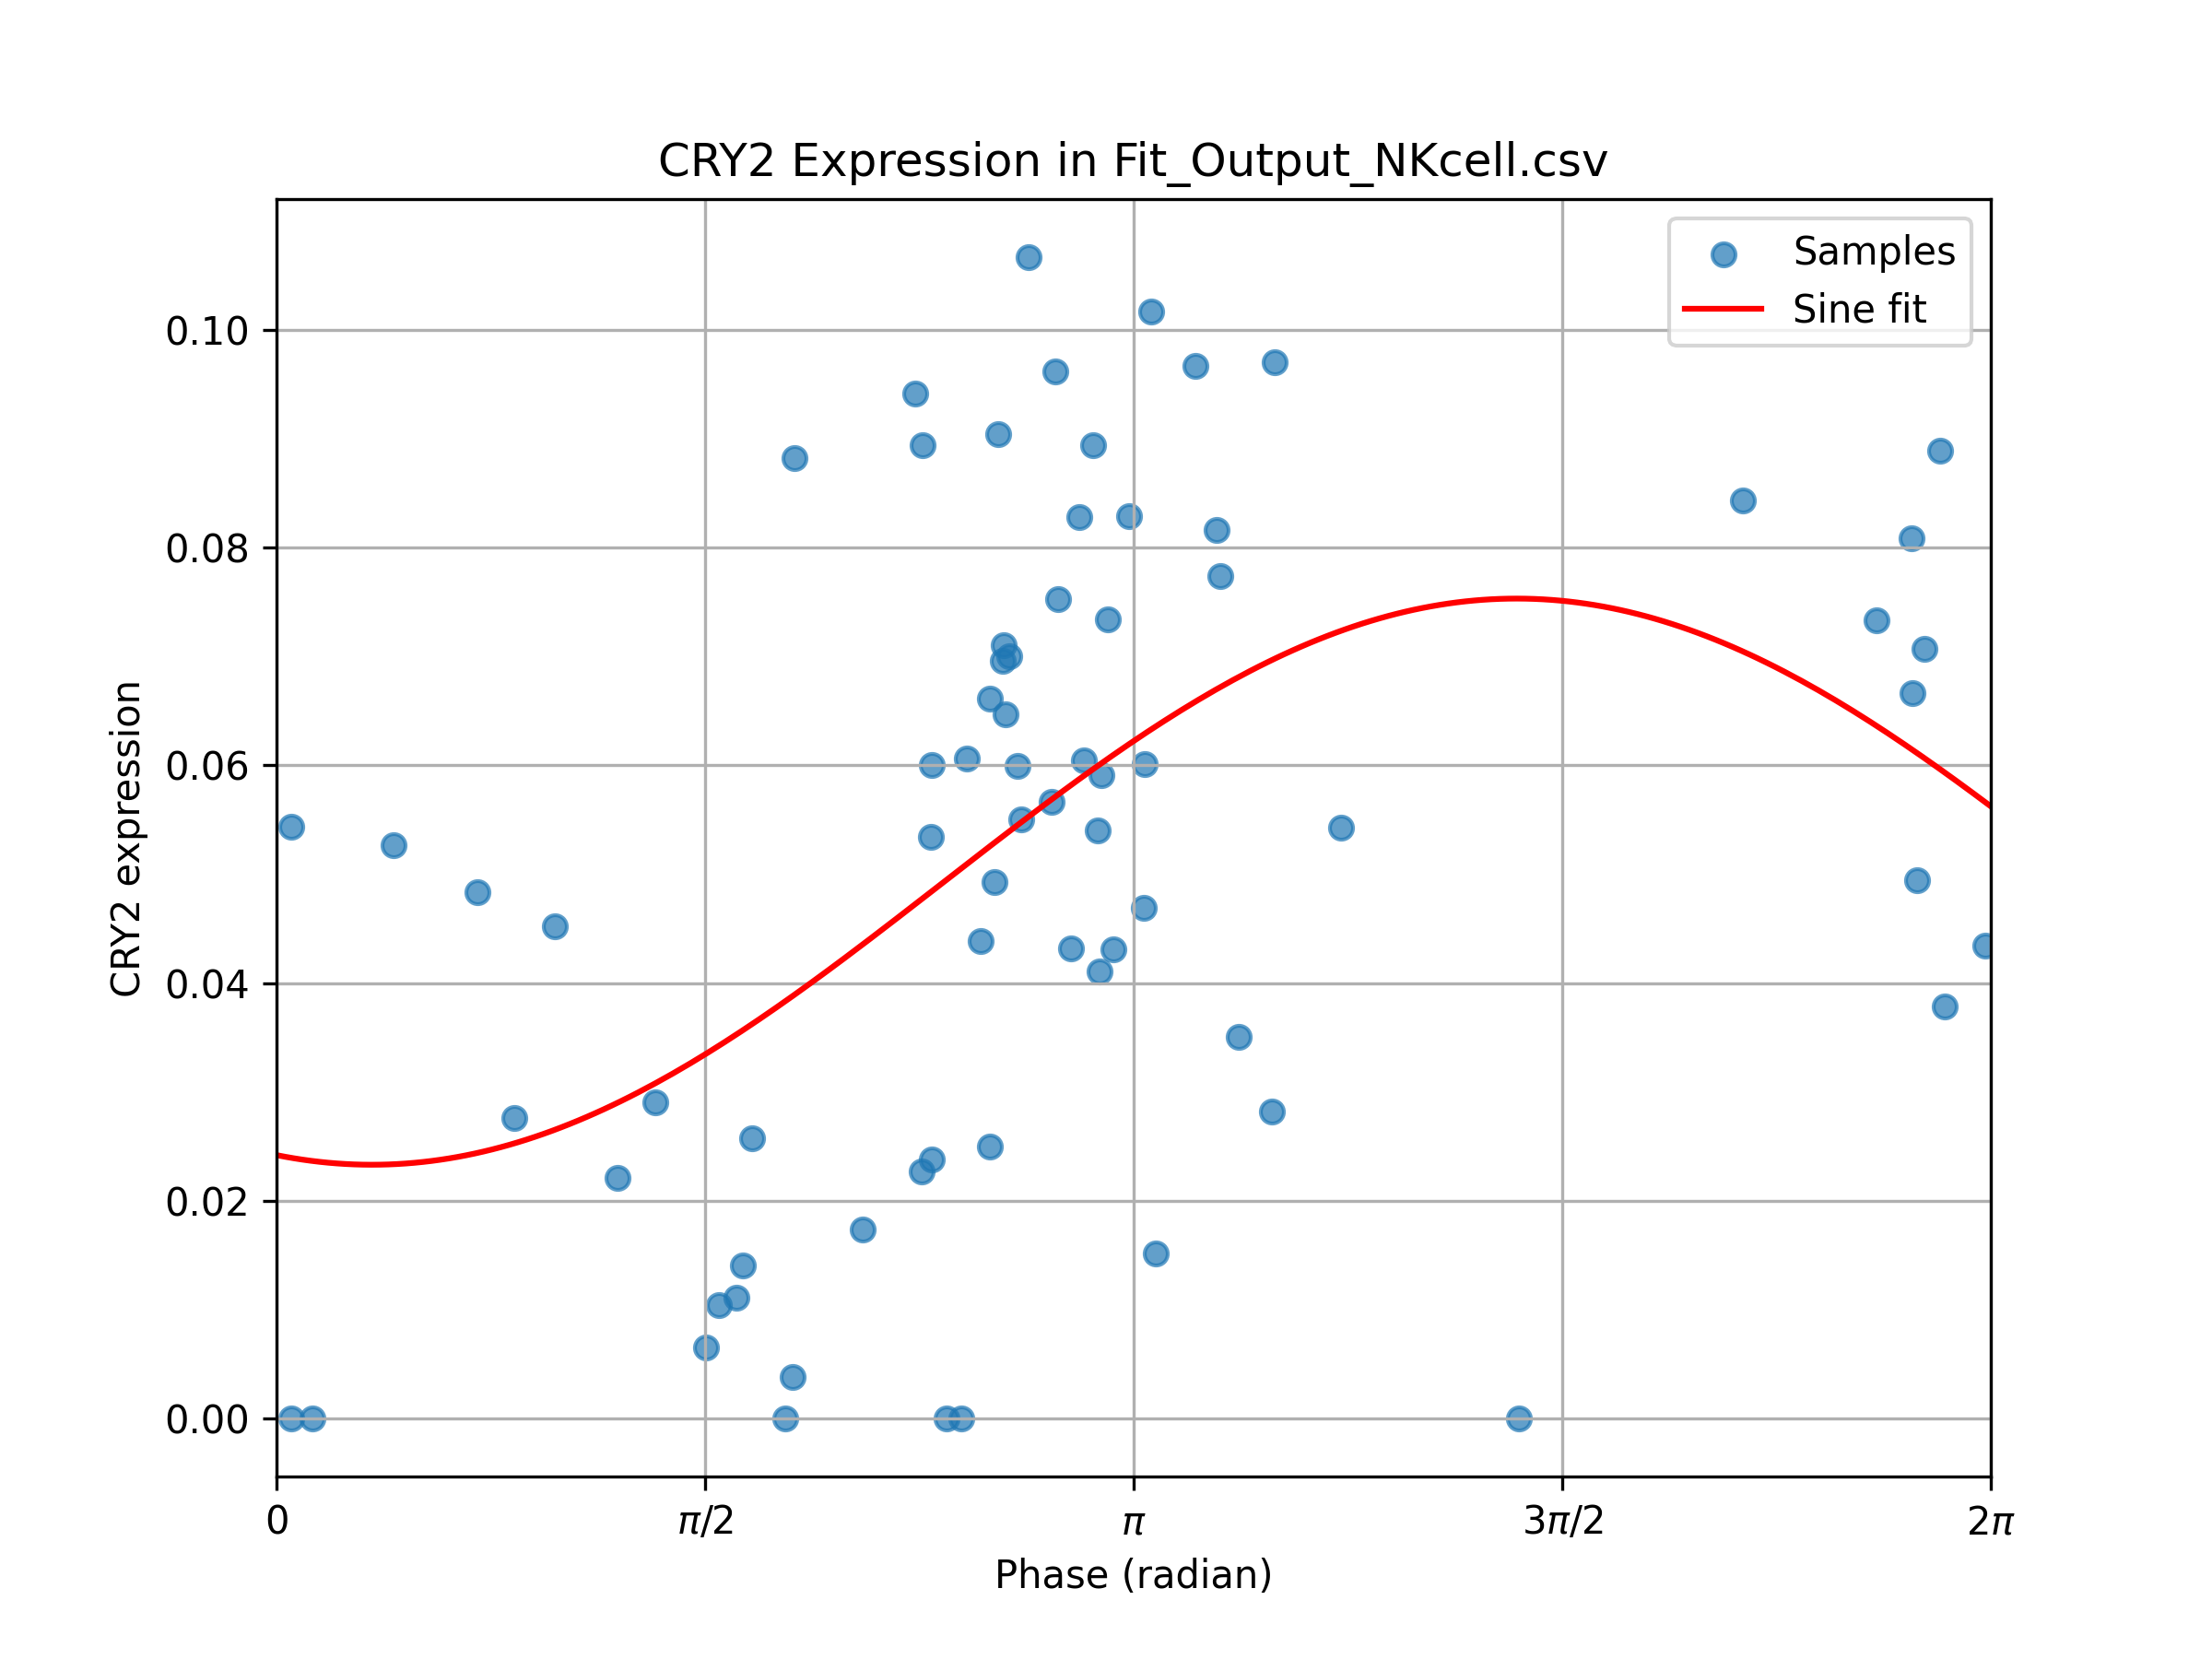 CRY2 Expression in Fit_Output_NKcell.csv
Samples
Sine fit
0.10
0.08
0.06
0.04
0.02
0.00
CRY2 expression
0 π/2 π 3π/2 2π
Phase (radian)